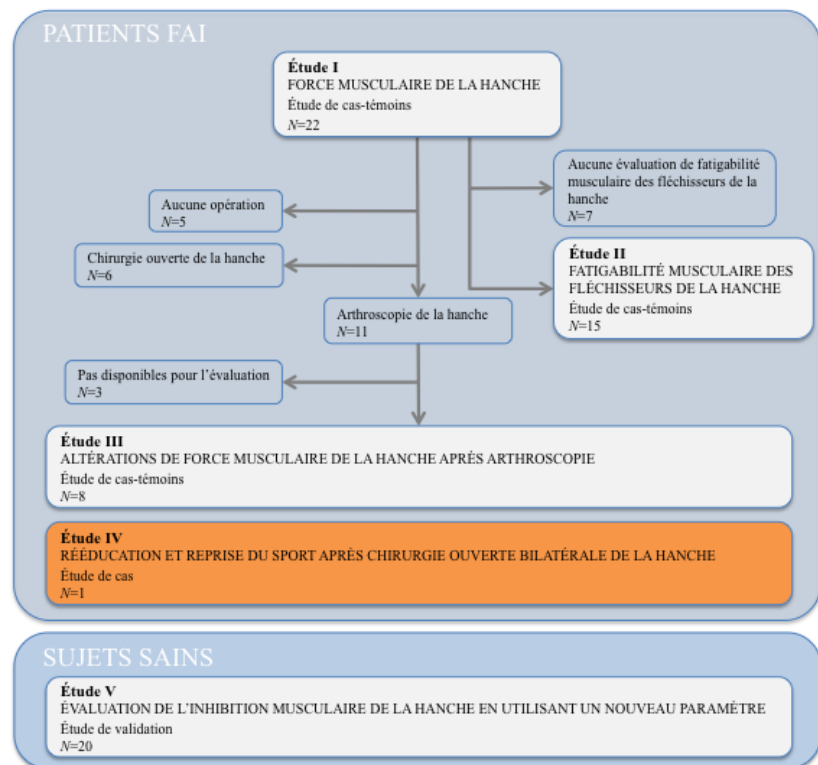 PATIENTS FAI
Étude I
FORCE MUSCULAIRE DE LA HANCHE
Étude de cas-témoins
N=22
Aucune évaluation de fatigabilité
musculaire des fléchisseurs de la
hanche
N=7
Aucune opération
N=5
Chirurgie ouverte de la hanche
N=6
Étude II
FATIGABILITÉ MUSCULAIRE DES
FLÉCHISSEURS DE LA HANCHE
Étude de cas-témoins
N=15
Arthroscopie de la hanche
N=11
Pas disponibles pour l'évaluation
N=3
Étude III
ALTÉRATIONS DE FORCE MUSCULAIRE DE LA HANCHE APRÈS ARTHROSCOPIE
Étude de cas-témoins
N=8
Étude IV
RÉÉDUCATION ET REPRISE DU SPORT APRÈS CHIRURGIE OUVERTE BILATÉRALE DE LA HANCHE
Étude de cas
N=1
SUJETS SAINS
Étude V
ÉVALUATION DE L'INHIBITION MUSCULAIRE DE LA HANCHE EN UTILISANT UN NOUVEAU PARAMÈTRE
Étude de validation
N=20